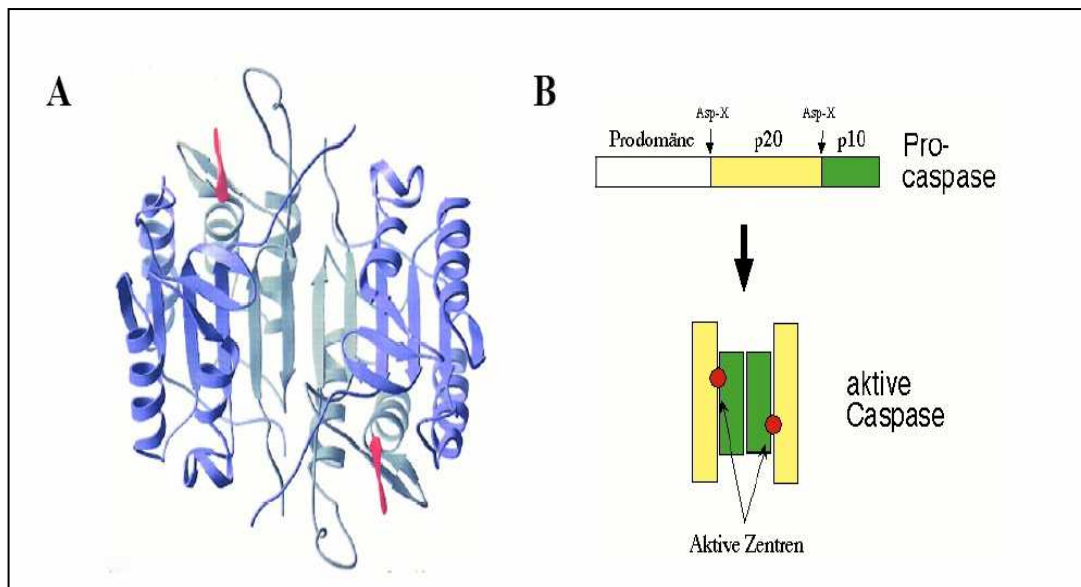 A
B
Asp-X Asp-X
Prodomäne p20 p10
Pro-
caspase
aktive
Caspase
Aktive Zentren